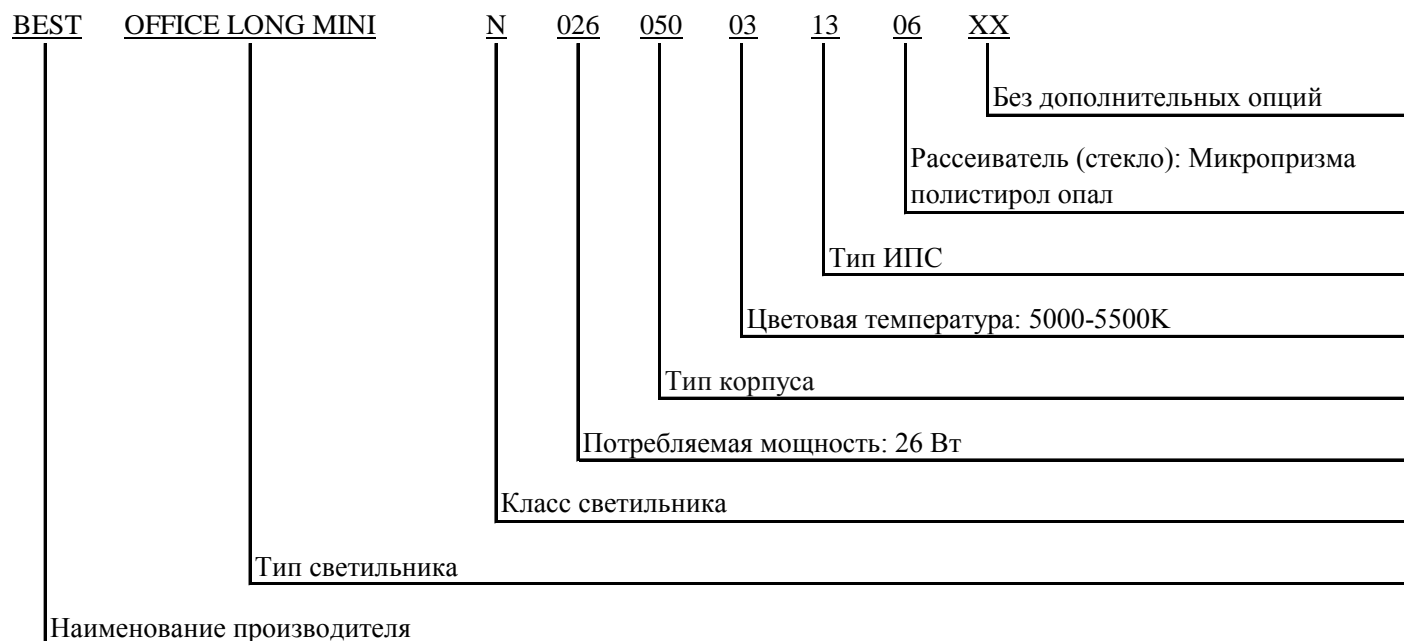 BEST OFFICE LONG MINI N 026 050 03 13 06 XX
Без дополнительных опций
Рассеиватель (стекло): Микропризма
полистирол опал
Тип ИПС
Цветовая температура: 5000-5500K
Тип корпуса
Потребляемая мощность: 26 Вт
Класс светильника
Тип светильника
Наименование производителя